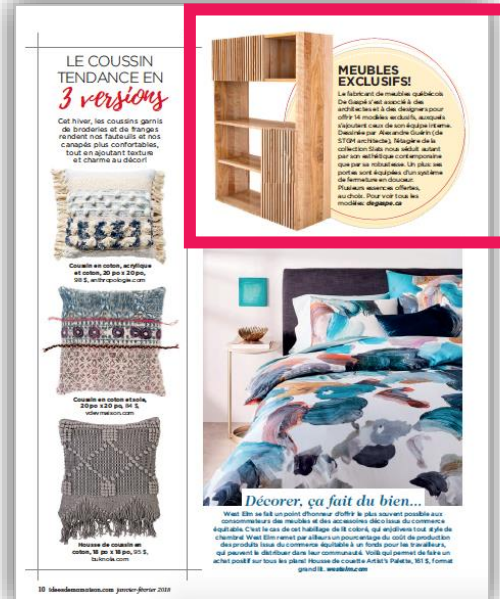 LE COUSSIN
TENDANCE EN
3 versions
Cet hiver, les coussins garnis
de broderies et de franges
rendent nos fauteuils et nos
canapés plus confortables,
tout en ajoutant texture
et charme au décor!
Coussin en coton, acrylique
et coton, 20 po x 20 po,
98 $, anthropologie.com
Coussin en coton et soie,
20 po x 20 po, 84 $,
vdevmaison.com
Housse de coussin en
coton, 18 po x 18 po, 95 $,
buknola.com
MEUBLES
EXCLUSIFS!
Le fabricant de meubles québécois
De Gaspé s'est associé à des
architectes et à des designers pour
offrir 14 modèles exclusifs, auxquels
s'ajoutent ceux de son équipe interne.
Dessinée par Alexandre Guérin (de
STGM architecte), l'étagère de la
collection Slats nous séduit autant
par son esthétique contemporaine
que par sa robustesse. Un plus: ses
portes sont équipées d'un système
de fermeture en douceur.
Plusieurs essences offertes,
au choix. Pour voir tous les
modèles: degaspe.ca
Décorer, ça fait du bien...
West Elm se fait un point d'honneur d'offrir le plus souvent possible aux
consommateurs des meubles et des accessoires déco issus du commerce
équitable. C'est le cas de cet habillage de lit coloré, qui enjolivera tout style de
chambre! West Elm remet par ailleurs un pourcentage du coût de production
des produits issus du commerce équitable à un fonds pour les travailleurs,
qui peuvent le distribuer dans leur communauté. Voilà qui permet de faire un
achat positif sur tous les plans! Housse de couette Artist's Palette, 161 $, format
grand lit. westelm.com
10 ideesdemamaison.com janvier-février 2018